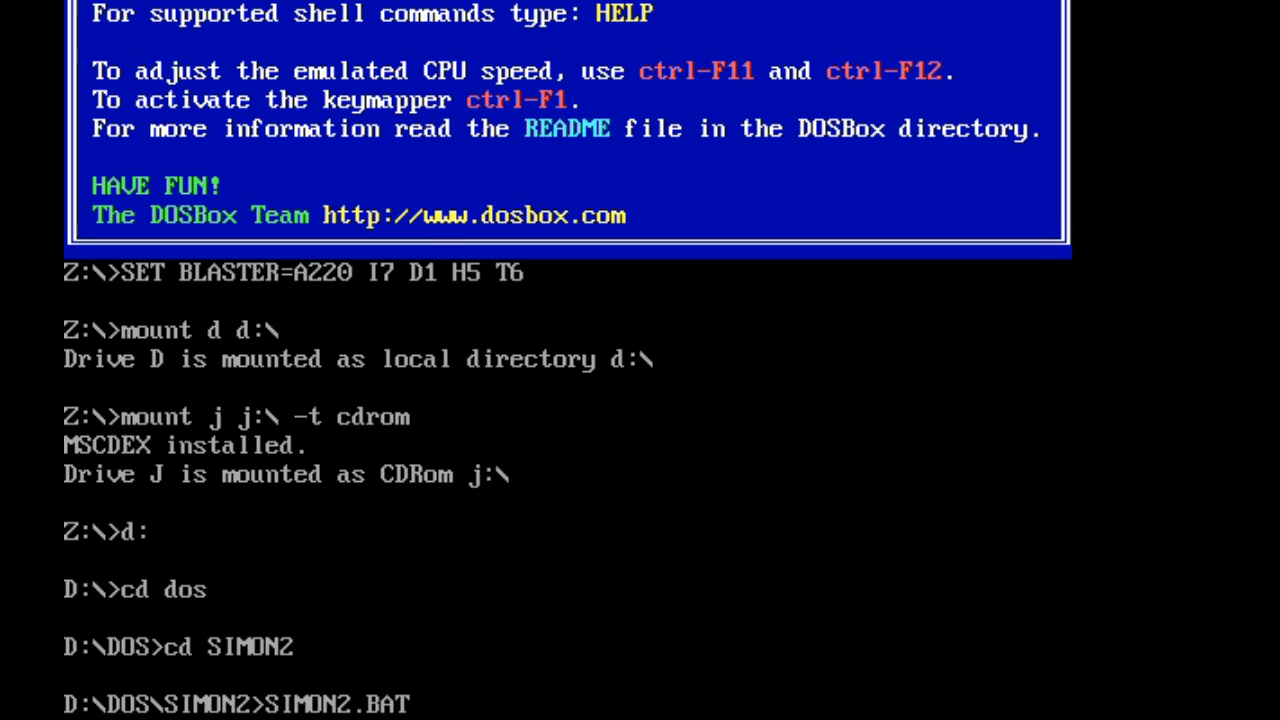 For supported shell commands type: HELP
To adjust the emulated CPU speed, use ctrl-F11 and ctrl-F12.
To activate the keymapper ctrl-F1.
For more information read the README file in the DOSBox directory.
HAVE FUN!
The DOSBox Team http://www.dosbox.com
Z:\>SET BLASTER=A220 I7 D1 H5 T6
Z:\>mount d d:\
Drive D is mounted as local directory d:\
Z:\>mount j j:\ -t cdrom
MSCDEX installed.
Drive J is mounted as CDRom j:\
Z:\>d:
D:\>cd dos
D:\DOS>cd SIMON2
D:\DOS\SIMON2>SIMON2.BAT